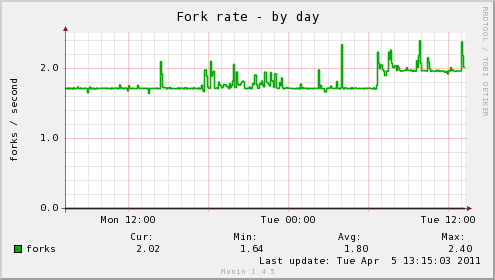 Fork rate - by day
RRDTOOL / TOBI OETIKER
forks / second
2.0
1.0
0.0
Mon 12:00 Tue 00:00 Tue 12:00
Cur: Min: Avg: Max:
forks 2.02 1.64 1.80 2.40
Last update: Tue Apr 5 13:15:03 2011
Munin 1.4.5